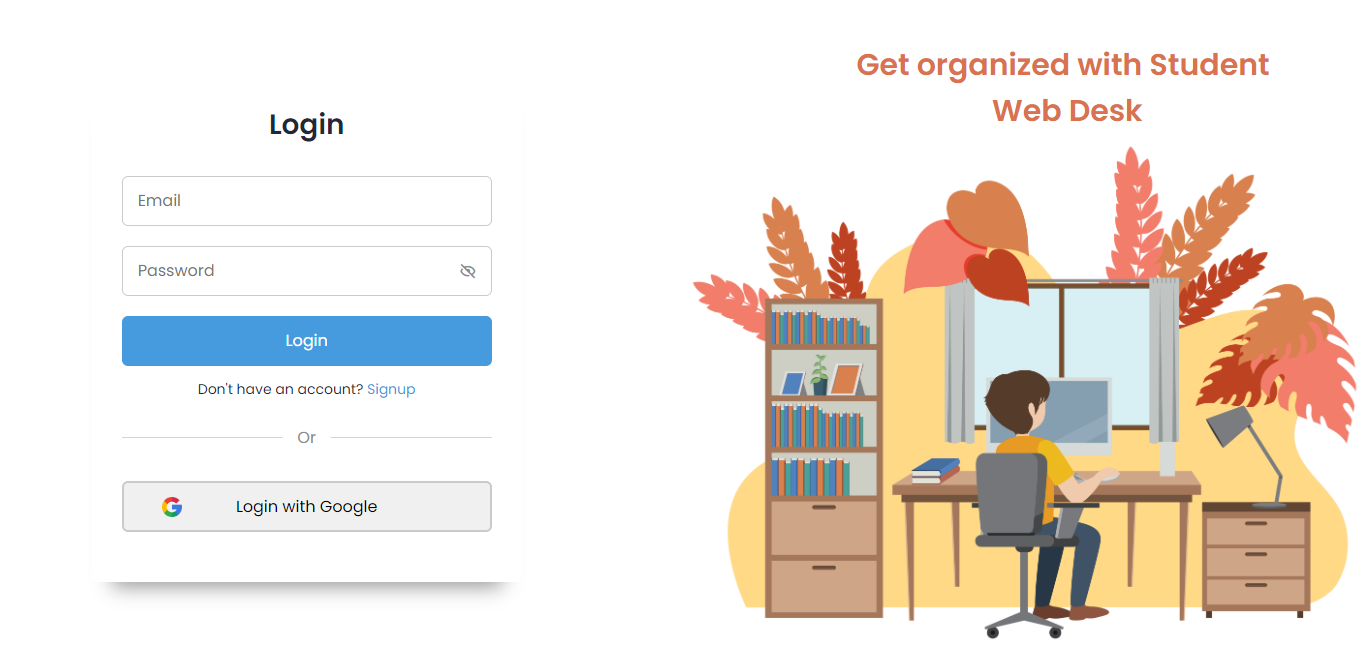 Login
Email
Password
Login
Don't have an account? Signup
Or
Login with Google
Get organized with Student
Web Desk